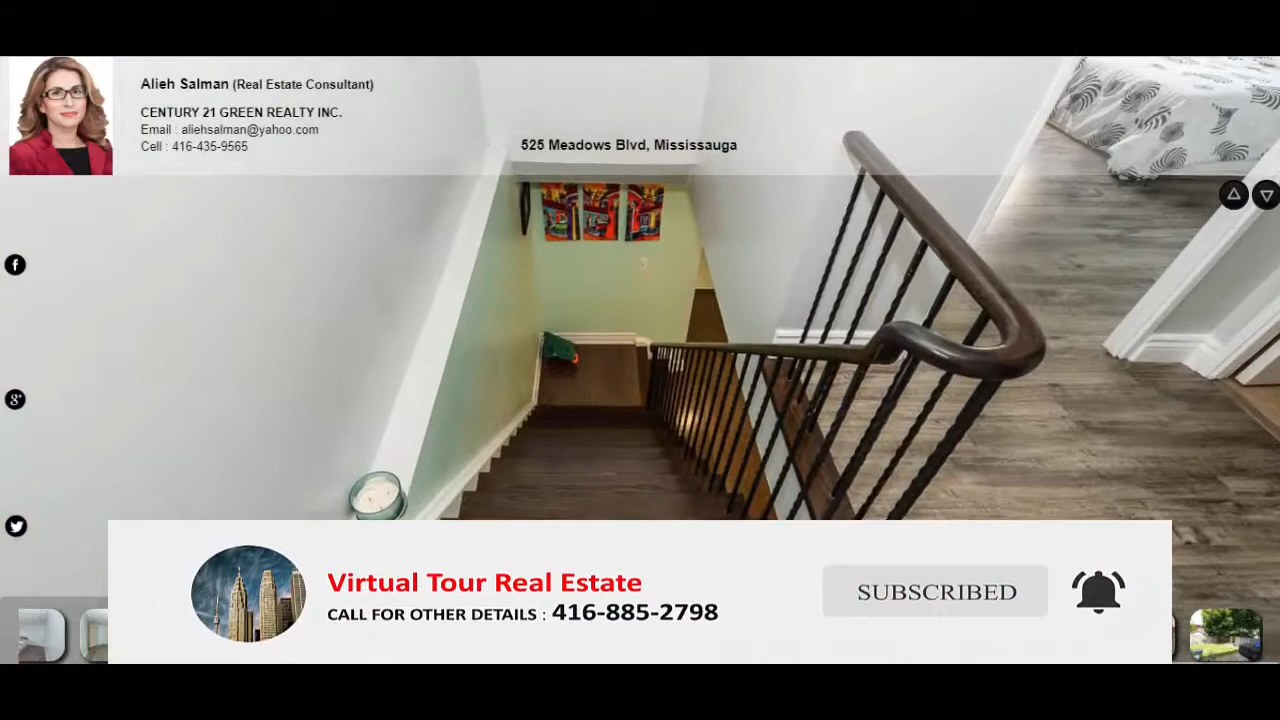 Alieh Salman (Real Estate Consultant)
CENTURY 21 GREEN REALTY INC.
Email : aliehsalman@yahoo.com
Cell : 416-435-9565
525 Meadows Blvd, Mississauga
f
g+
Virtual Tour Real Estate
CALL FOR OTHER DETAILS : 416-885-2798
SUBSCRIBED